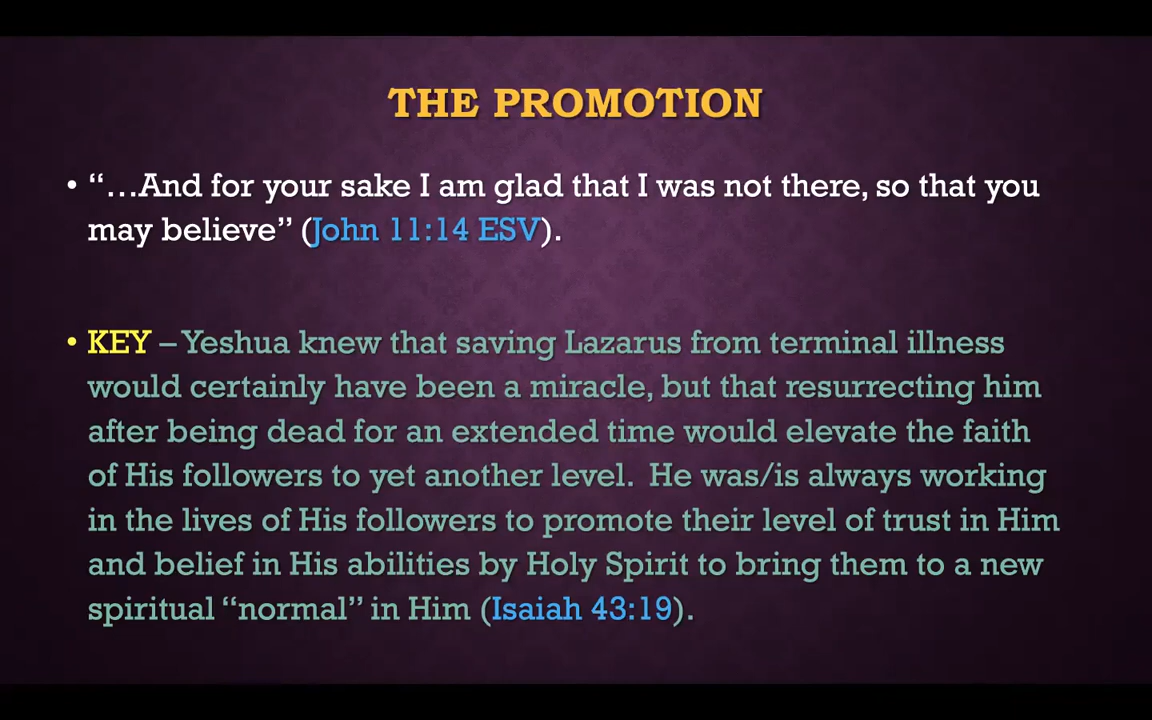 THE PROMOTION
• “…And for your sake I am glad that I was not there, so that you
may believe” (John 11:14 ESV).
• KEY – Yeshua knew that saving Lazarus from terminal illness
would certainly have been a miracle, but that resurrecting him
after being dead for an extended time would elevate the faith
of His followers to yet another level.  He was/is always working
in the lives of His followers to promote their level of trust in Him
and belief in His abilities by Holy Spirit to bring them to a new
spiritual “normal” in Him (Isaiah 43:19).